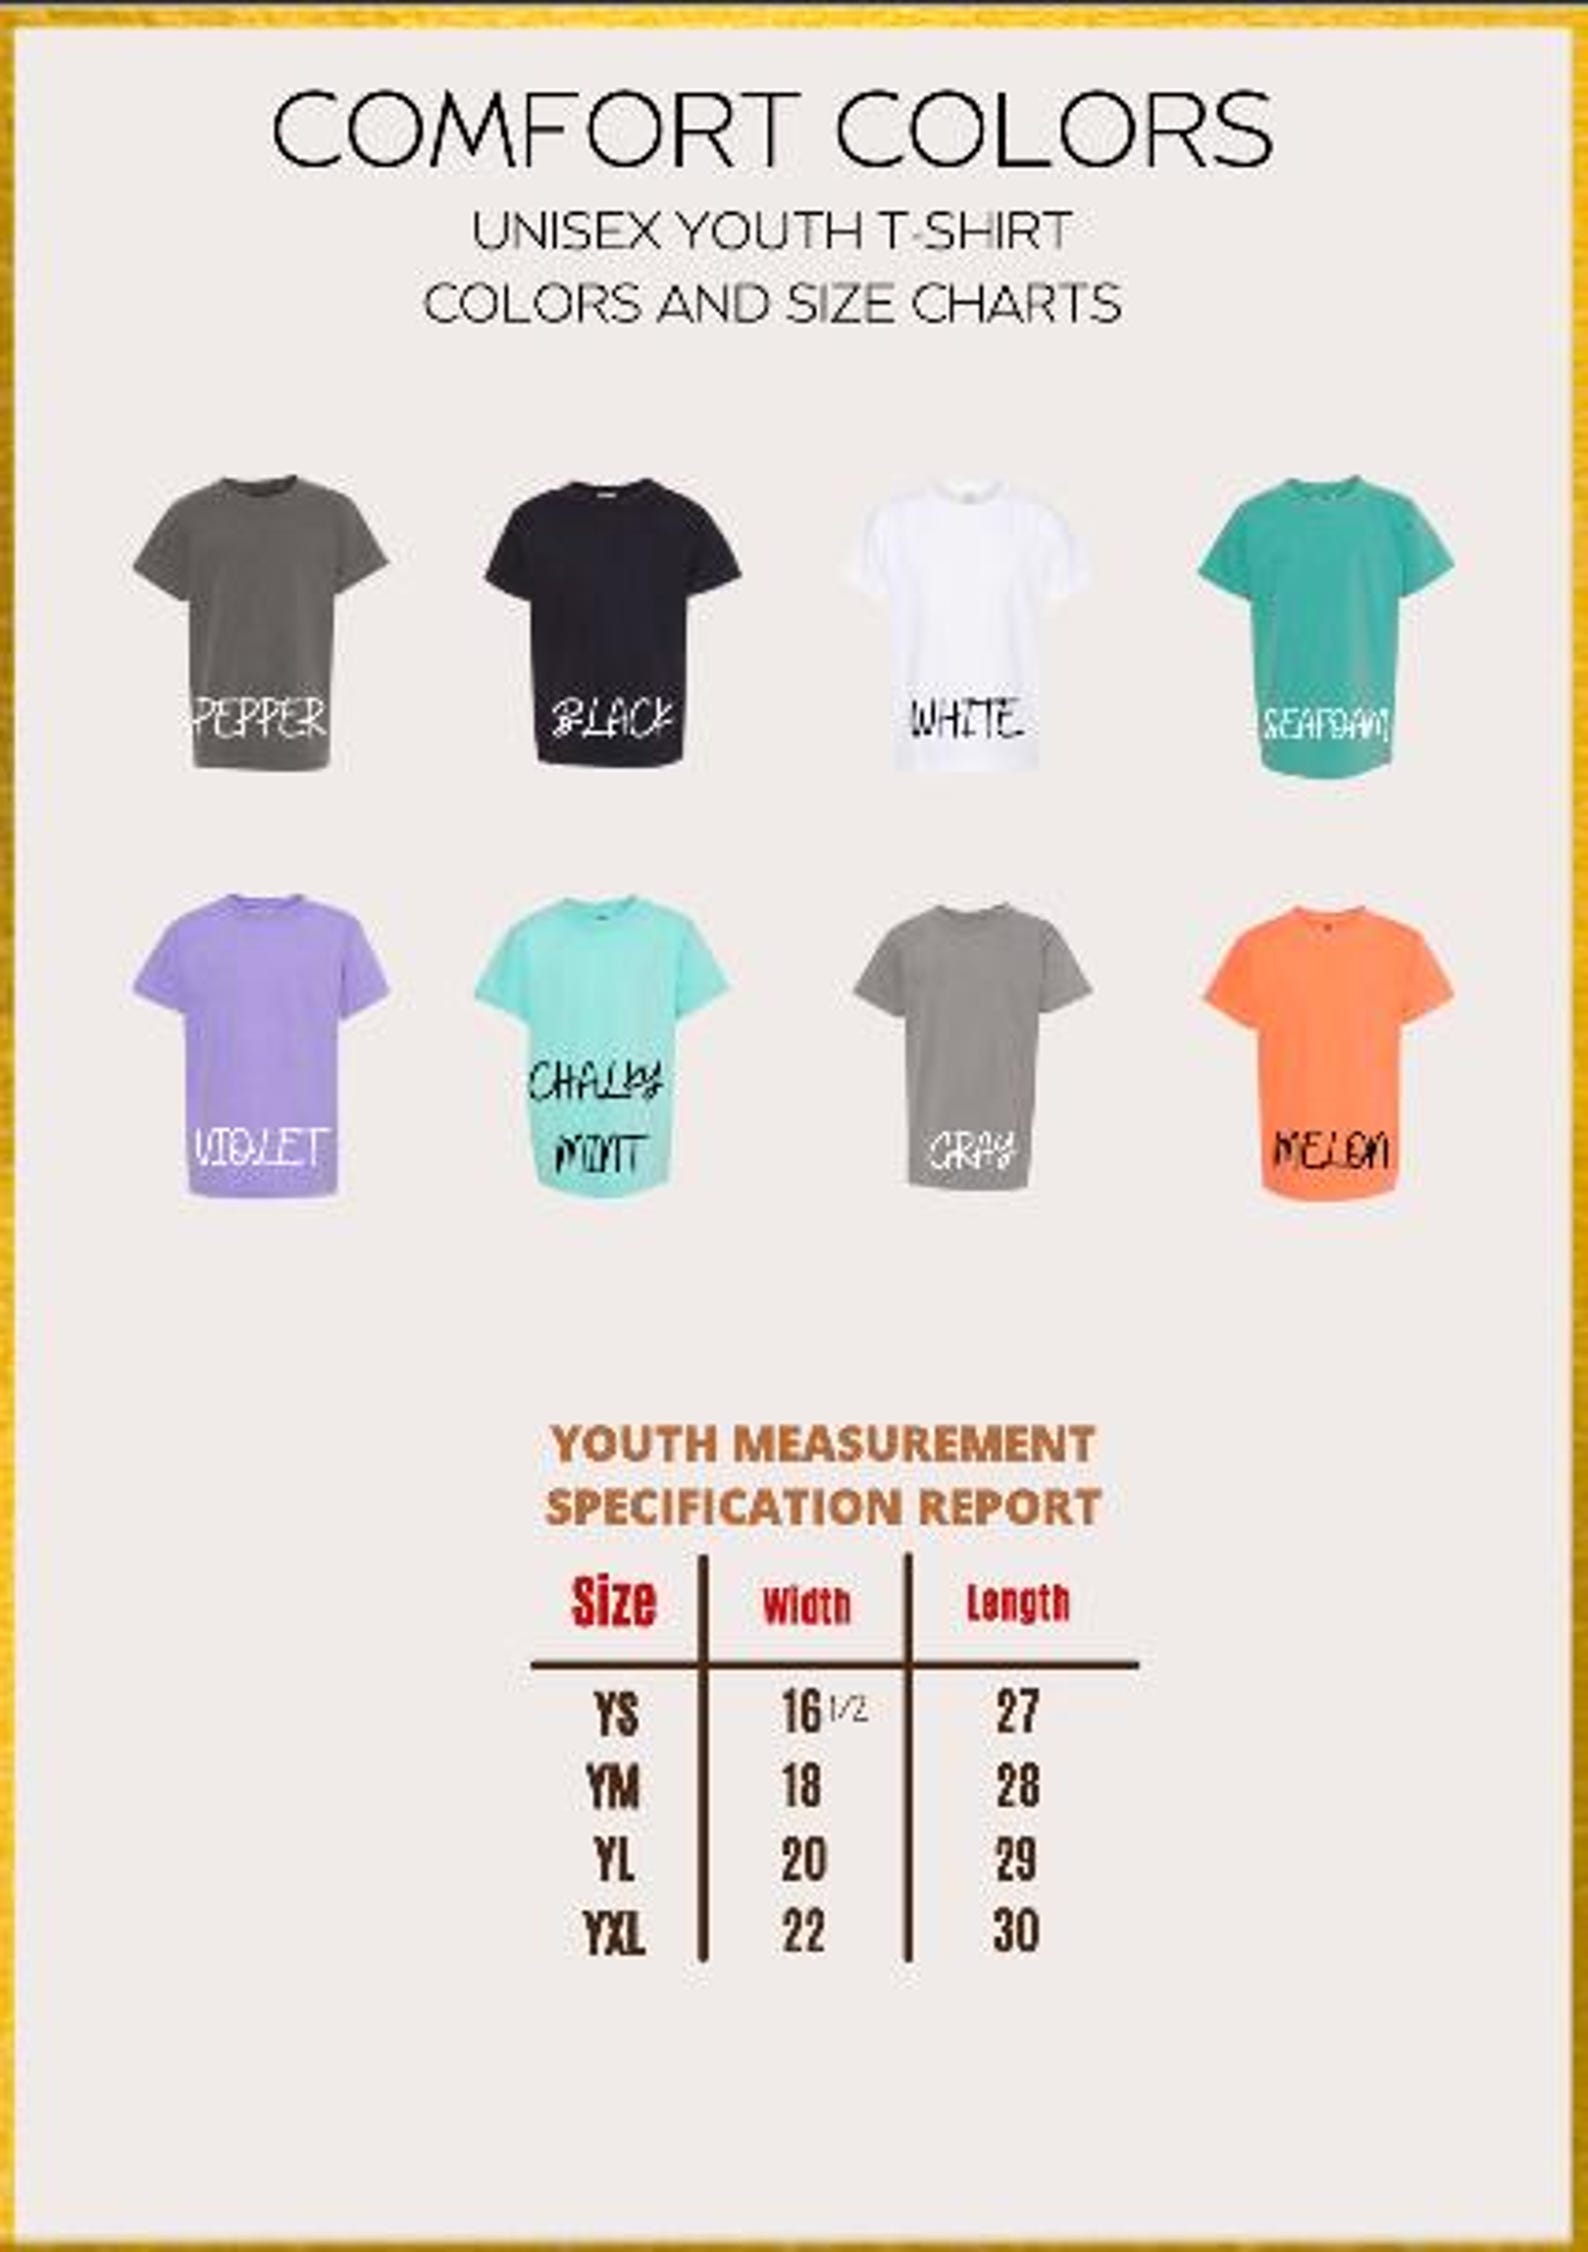 COMFORT COLORS
UNISEX YOUTH T-SHIRT
COLORS AND SIZE CHARTS
PEPPER BLACK WHITE SEAFOAM
CHALKY
VIOLET MINT GRAY MELON
YOUTH MEASUREMENT
SPECIFICATION REPORT
Size Width Length
YS 16 1/2 27
YM 18 28
YL 20 29
YXL 22 30